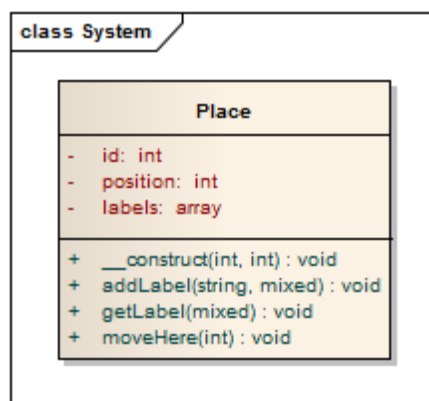 class System
Place
- id: int
- position: int
- labels: array
+ __construct(int, int) : void
+ addLabel(string, mixed) : void
+ getLabel(mixed) : void
+ moveHere(int) : void